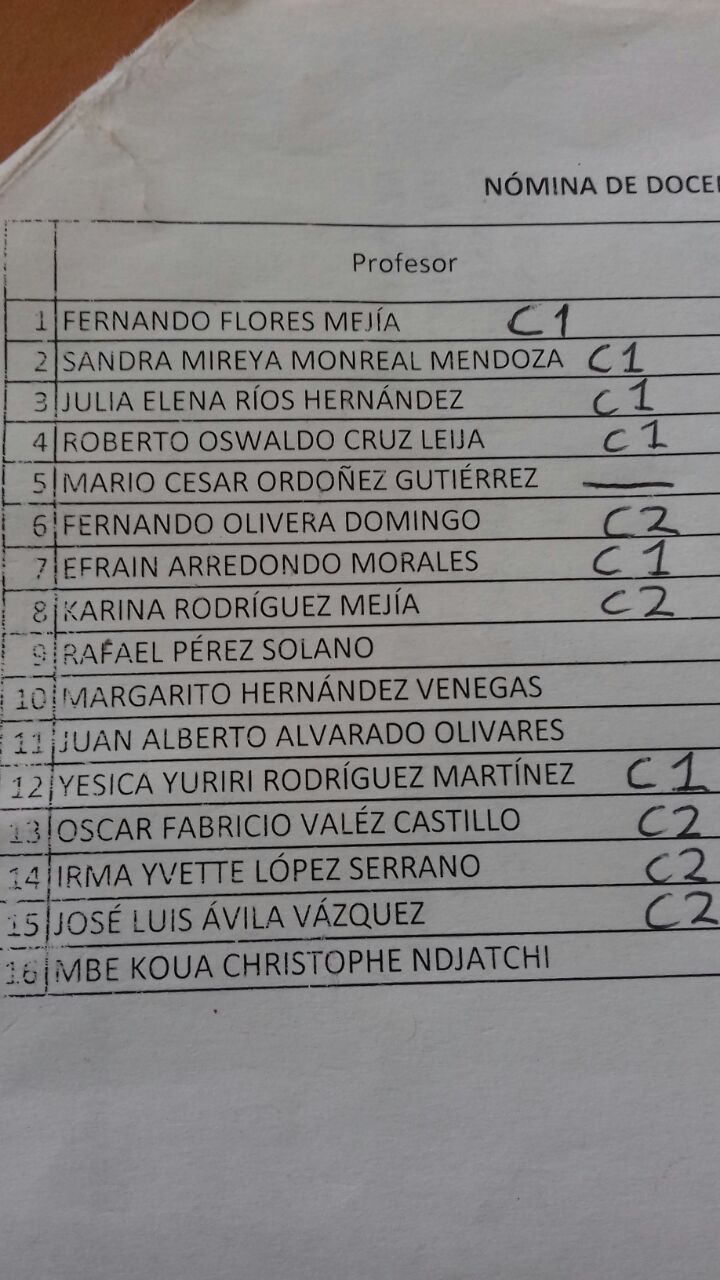 NÓMINA DE DOCE
Profesor
1 FERNANDO FLORES MEJÍA C1
2 SANDRA MIREYA MONREAL MENDOZA C1
3 JULIA ELENA RÍOS HERNÁNDEZ C1
4 ROBERTO OSWALDO CRUZ LEIJA C1
5 MARIO CESAR ORDOÑEZ GUTIÉRREZ —
6 FERNANDO OLIVERA DOMINGO C2
7 EFRAIN ARREDONDO MORALES C1
8 KARINA RODRÍGUEZ MEJÍA C2
9 RAFAEL PÉREZ SOLANO
10 MARGARITO HERNÁNDEZ VENEGAS
11 JUAN ALBERTO ALVARADO OLIVARES
12 YESICA YURIRI RODRÍGUEZ MARTÍNEZ C1
13 OSCAR FABRICIO VALÉZ CASTILLO C2
14 IRMA YVETTE LÓPEZ SERRANO C2
15 JOSÉ LUIS ÁVILA VÁZQUEZ C2
16 MBE KOUA CHRISTOPHE NDJATCHI